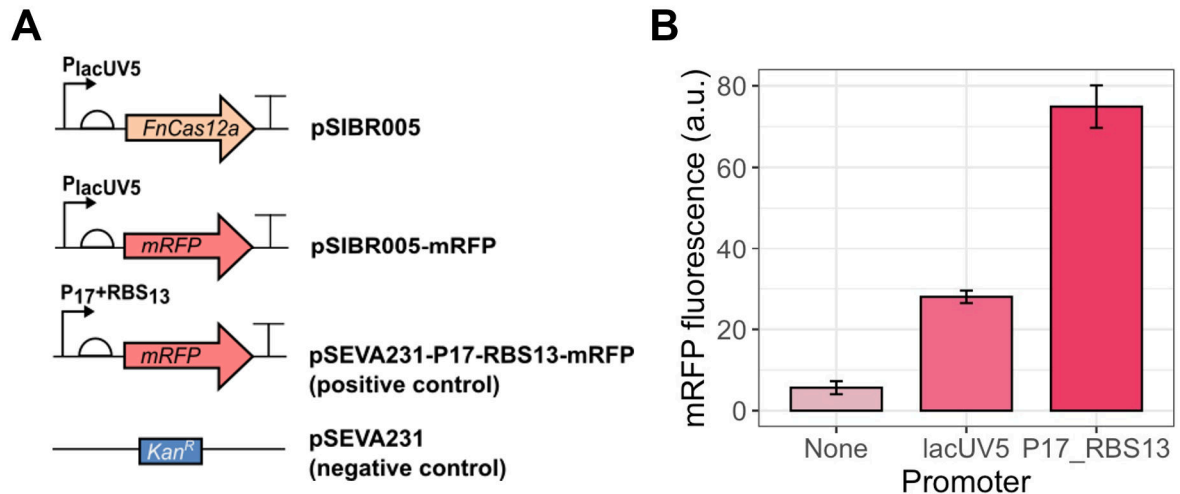 A
PlacUV5
FnCas12a
pSIBR005
PlacUV5
mRFP
pSIBR005-mRFP
P17+RBS13
mRFP
pSEVA231-P17-RBS13-mRFP
(positive control)
KanR
pSEVA231
(negative control)
B
mRFP fluorescence (a.u.)
80
60
40
20
0
None lacUV5 P17_RBS13
Promoter